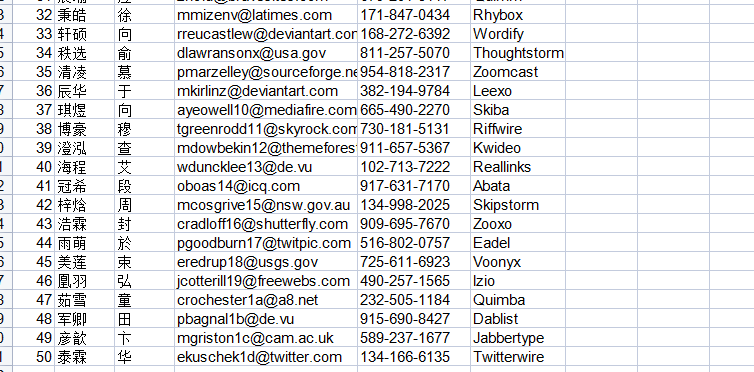 32 秉皓 徐 mmizenv@latimes.com 171-847-0434 Rhybox
33 轩硕 向 rreucastlew@deviantart.com 168-272-6392 Wordify
34 秩选 俞 dlawransonx@usa.gov 811-257-5070 Thoughtstorm
35 清凌 慕 pmarzelley@sourceforge.ne 954-818-2317 Zoomcast
36 辰华 于 mkirlinz@deviantart.com 382-194-9784 Leexo
37 琪煜 向 ayeowell10@mediafire.com 665-490-2270 Skiba
38 博豪 穆 tgreenrodd11@skyrock.com 730-181-5131 Riffwire
39 澄泓 查 mdowbekin12@themefores 911-657-5367 Kwideo
40 海程 艾 wduncklee13@de.vu 102-713-7222 Reallinks
41 冠希 段 oboas14@icq.com 917-631-7170 Abata
42 梓焓 周 mcosgrive15@nsw.gov.au 134-998-2025 Skipstorm
43 浩霖 封 cradloff16@shutterfly.com 909-695-7670 Zooxo
44 雨萌 於 pgoodburn17@twitpic.com 516-802-0757 Eadel
45 美莲 束 eredrup18@usgs.gov 725-611-6923 Voonyx
46 凰羽 弘 jcotterill19@freewebs.com 490-257-1565 Izio
47 茹雪 童 crochester1a@a8.net 232-505-1184 Quimba
48 军卿 田 pbagnal1b@de.vu 915-690-8427 Dablist
49 彦歆 卞 mgriston1c@cam.ac.uk 589-237-1677 Jabbertype
50 泰霖 华 ekuschek1d@twitter.com 134-166-6135 Twitterwire